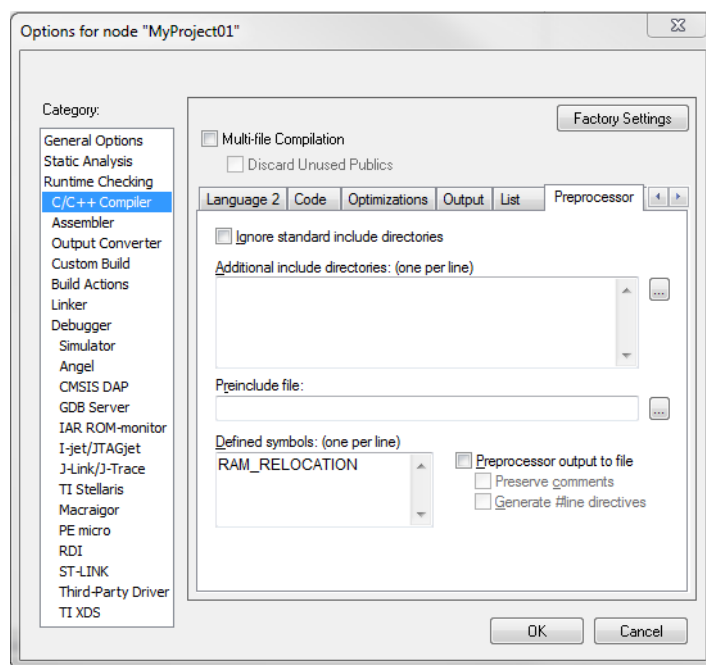 Options for node "MyProject01"
Category:
General Options
Static Analysis
Runtime Checking
C/C++ Compiler
Assembler
Output Converter
Custom Build
Build Actions
Linker
Debugger
Simulator
Angel
CMSIS DAP
GDB Server
IAR ROM-monitor
I-jet/JTAGjet
J-Link/J-Trace
TI Stellaris
Macraigor
PE micro
RDI
ST-LINK
Third-Party Driver
TI XDS
Factory Settings
Multi-file Compilation
Discard Unused Publics
Language 2 Code Optimizations Output List Preprocessor
Ignore standard include directories
Additional include directories: (one per line)
...
Preinclude file:
...
Defined symbols: (one per line)
RAM_RELOCATION
Preprocessor output to file
Preserve comments
Generate #line directives
OK Cancel